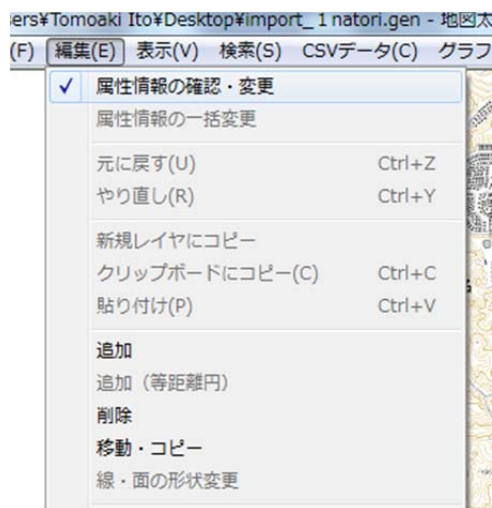 sers¥Tomoaki Ito¥Desktop¥import_１natori.gen - 地図太
(F) 編集(E) 表示(V) 検索(S) CSVデータ(C) グラフ
✓ 属性情報の確認・変更
属性情報の一括変更
元に戻す(U) Ctrl+Z
やり直し(R) Ctrl+Y
新規レイヤにコピー
クリップボードにコピー(C) Ctrl+C
貼り付け(P) Ctrl+V
追加
追加（等距離円）
削除
移動・コピー
線・面の形状変更